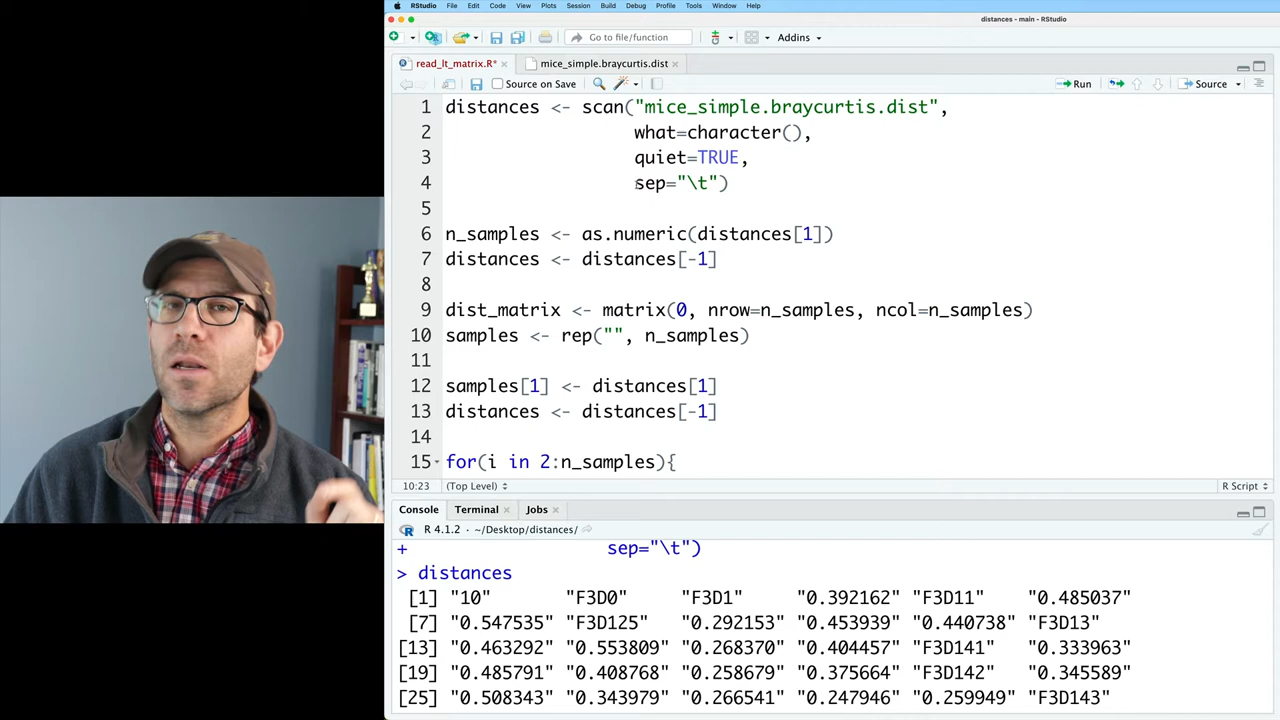 RStudio File Edit Code View Plots Session Build Debug Profile Tools Window Help
distances - main - RStudio
Go to file/function Addins
read_lt_matrix.R* mice_simple.braycurtis.dist
Source on Save Run Source
1 distances <- scan("mice_simple.braycurtis.dist",
2 what=character(),
3 quiet=TRUE,
4 sep="\t")
5
6 n_samples <- as.numeric(distances[1])
7 distances <- distances[-1]
8
9 dist_matrix <- matrix(0, nrow=n_samples, ncol=n_samples)
10 samples <- rep("", n_samples)
11
12 samples[1] <- distances[1]
13 distances <- distances[-1]
14
15 for(i in 2:n_samples){
10:23 (Top Level) R Script
Console Terminal Jobs
R 4.1.2 · ~/Desktop/distances/
+ sep="\t")
> distances
[1] "10" "F3D0" "F3D1" "0.392162" "F3D11" "0.485037"
[7] "0.547535" "F3D125" "0.292153" "0.453939" "0.440738" "F3D13"
[13] "0.463292" "0.553809" "0.268370" "0.404457" "F3D141" "0.333963"
[19] "0.485791" "0.408768" "0.258679" "0.375664" "F3D142" "0.345589"
[25] "0.508343" "0.343979" "0.266541" "0.247946" "0.259949" "F3D143"